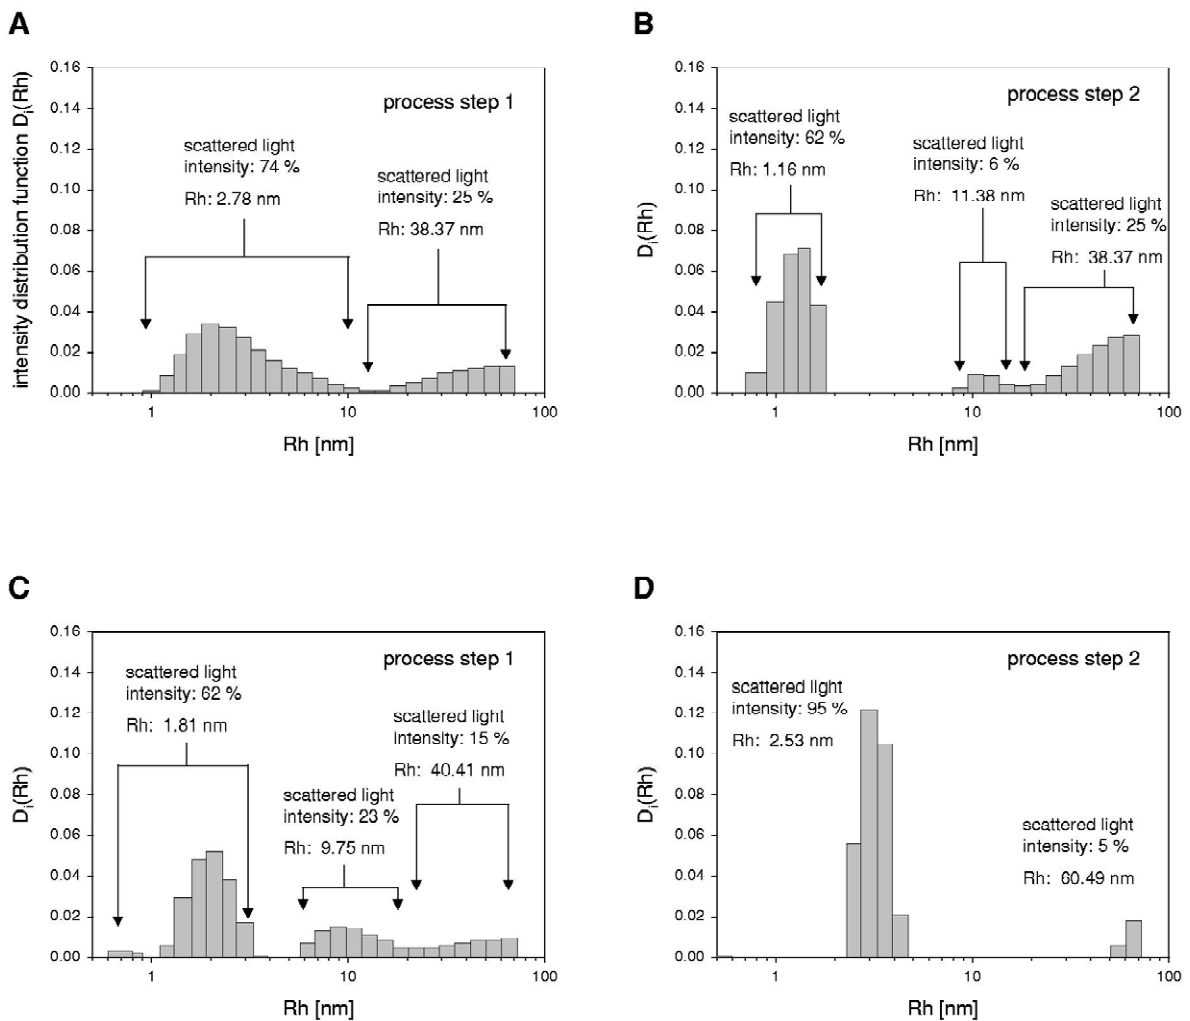 A
intensity distribution function Di(Rh)
0.16
0.14
0.12
0.10
0.08
0.06
0.04
0.02
0.00
process step 1
scattered light
intensity: 74 %
Rh: 2.78 nm
scattered light
intensity: 25 %
Rh: 38.37 nm
1
10
100
Rh [nm]
B
Di(Rh)
0.16
0.14
0.12
0.10
0.08
0.06
0.04
0.02
0.00
process step 2
scattered light
intensity: 62 %
Rh: 1.16 nm
scattered light
intensity: 6 %
Rh: 11.38 nm
scattered light
intensity: 25 %
Rh: 38.37 nm
1
10
100
Rh [nm]
C
Di(Rh)
0.16
0.14
0.12
0.10
0.08
0.06
0.04
0.02
0.00
process step 1
scattered light
intensity: 62 %
Rh: 1.81 nm
scattered light
intensity: 23 %
Rh: 9.75 nm
scattered light
intensity: 15 %
Rh: 40.41 nm
1
10
100
Rh [nm]
D
Di(Rh)
0.16
0.14
0.12
0.10
0.08
0.06
0.04
0.02
0.00
process step 2
scattered light
intensity: 95 %
Rh: 2.53 nm
scattered light
intensity: 5 %
Rh: 60.49 nm
1
10
100
Rh [nm]